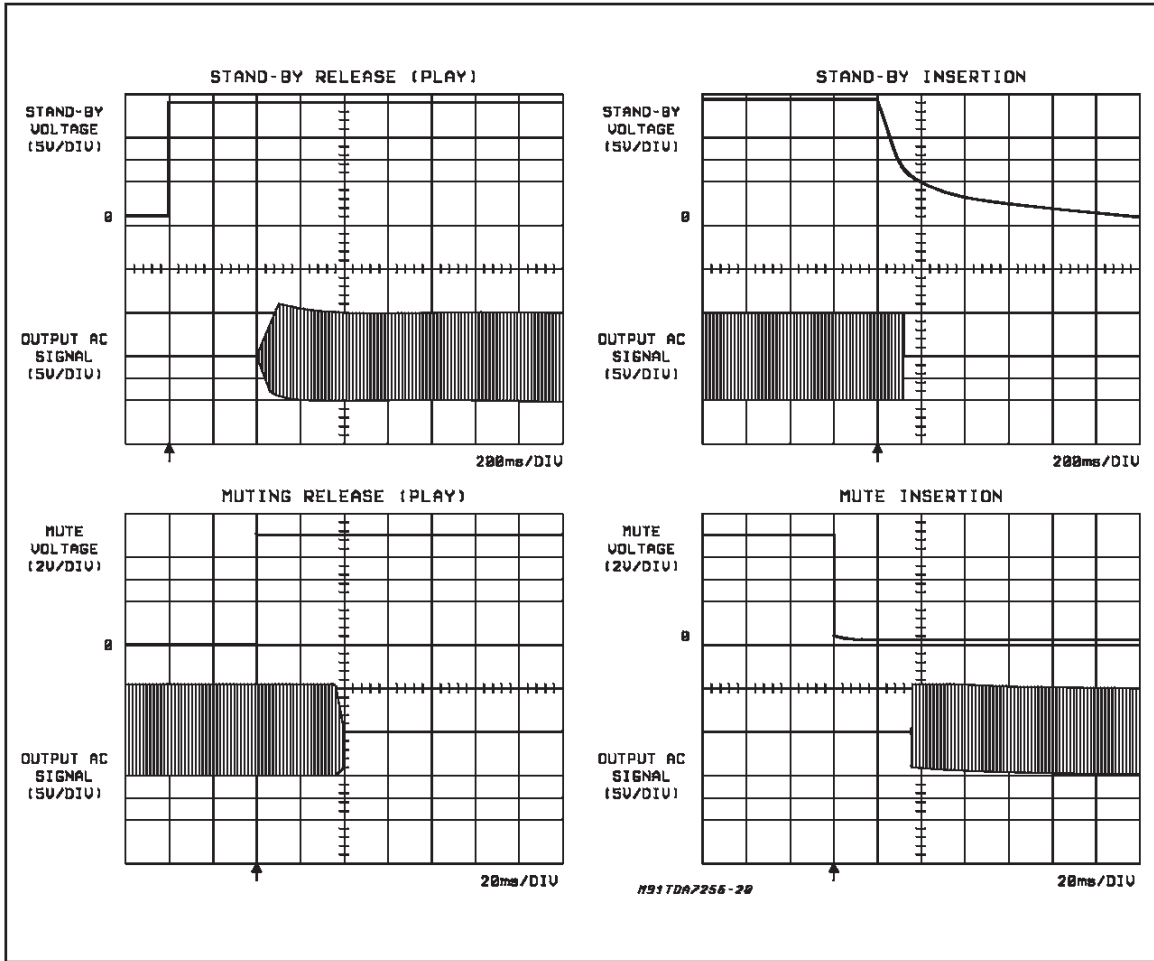 STAND-BY RELEASE (PLAY)
STAND-BY
VOLTAGE
(5V/DIV)
0
OUTPUT AC
SIGNAL
(5V/DIV)
200ms/DIV
STAND-BY INSERTION
STAND-BY
VOLTAGE
(5V/DIV)
0
OUTPUT AC
SIGNAL
(5V/DIV)
200ms/DIV
MUTING RELEASE (PLAY)
MUTE
VOLTAGE
(2V/DIV)
0
OUTPUT AC
SIGNAL
(5V/DIV)
20ms/DIV
MUTE INSERTION
MUTE
VOLTAGE
(2V/DIV)
0
OUTPUT AC
SIGNAL
(5V/DIV)
M91TDA7256-20
20ms/DIV